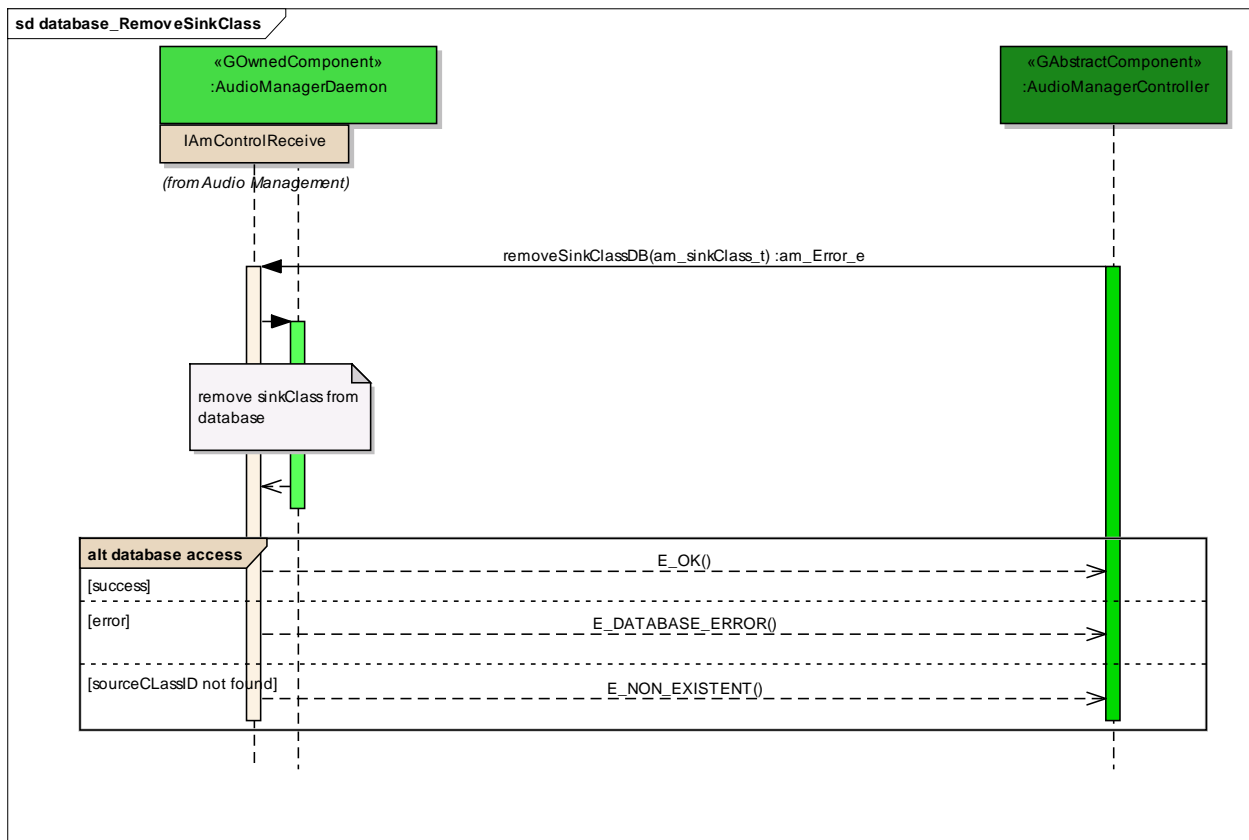 sd database_RemoveSinkClass
«GOwnedComponent»
:AudioManagerDaemon
«GAbstractComponent»
:AudioManagerController
IAmControlReceive
(from Audio Management)
removeSinkClassDB(am_sinkClass_t) :am_Error_e
remove sinkClass from
database
alt database access
E_OK()
[success]
[error]
E_DATABASE_ERROR()
[sourceCLassID not found]
E_NON_EXISTENT()